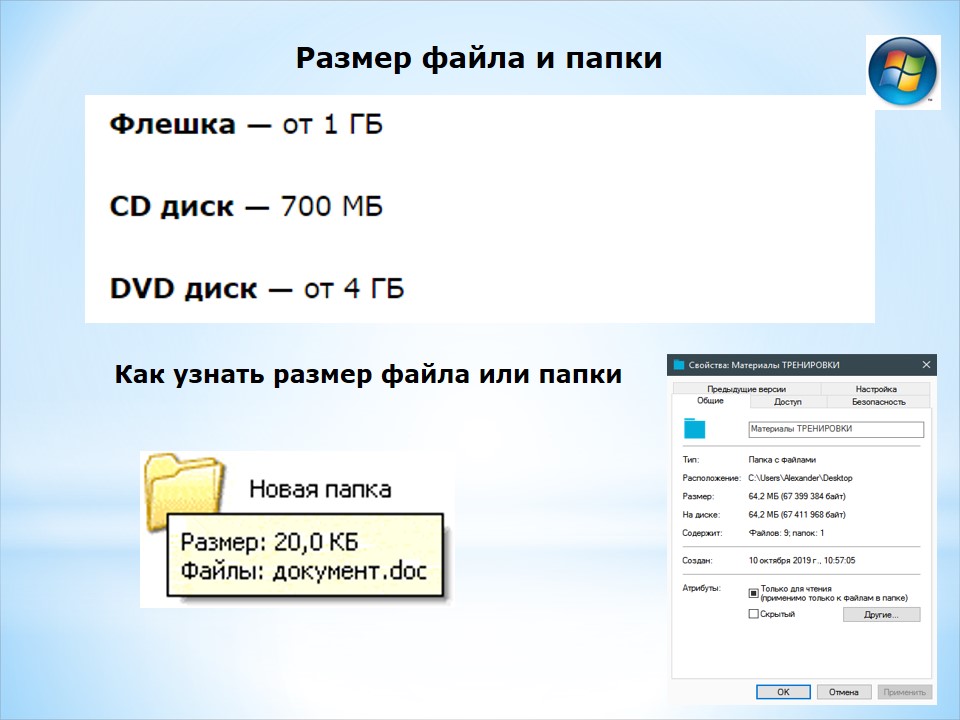 Размер файла и папки
Флешка — от 1 ГБ
CD диск — 700 МБ
DVD диск — от 4 ГБ
Как узнать размер файла или папки
Новая папка
Размер: 20,0 КБ
Файлы: документ.doc
Свойства: Материалы ТРЕНИРОВКИ
Предыдущие версии Настройка
Общие Доступ Безопасность
Материалы ТРЕНИРОВКИ
Тип: Папка с файлами
Расположение: C:\Users\Alexander\Desktop
Размер: 64,2 МБ (67 399 384 байт)
На диске: 64,2 МБ (67 411 968 байт)
Содержит: Файлов: 9; папок: 1
Создан: 10 октября 2019 г., 10:57:05
Атрибуты: Только для чтения
(применимо только к файлам в папке)
Скрытый Другие...
ОК Отмена Применить